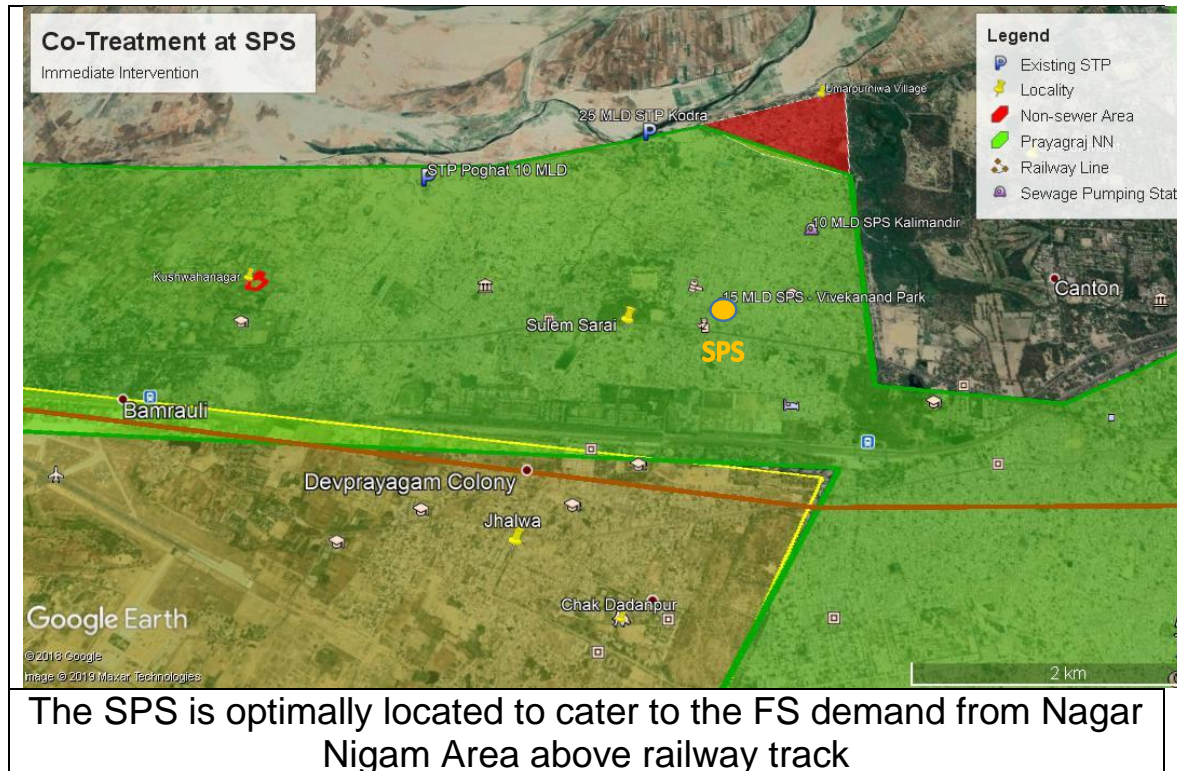 Co-Treatment at SPS
Immediate Intervention
Legend
Existing STP
Locality
Non-sewer Area
Prayagraj NN
Railway Line
Sewage Pumping Stat
Umarpurniwa Village
25 MLD STP Kodra
STP Poghat 10 MLD
10 MLD SPS Kalimandir
Kushwahanagar
Canton
15 MLD SPS - Vivekanand Park
Sulem Sarai
SPS
Bamrauli
Devprayagam Colony
Jhalwa
Chak Dadanpur
Google Earth
©2018 Google
Image © 2019 Maxar Technologies
2 km
The SPS is optimally located to cater to the FS demand from Nagar
Nigam Area above railway track